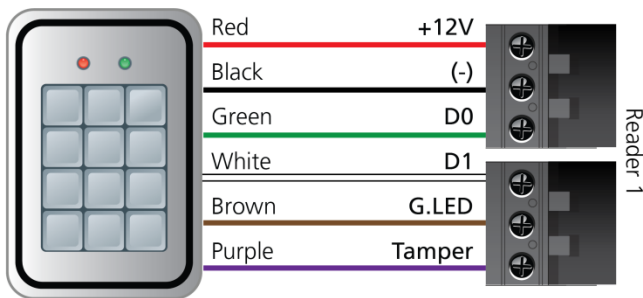 Red +12V
Black (-)
Green D0
White D1
Brown G.LED
Purple Tamper
Reader 1